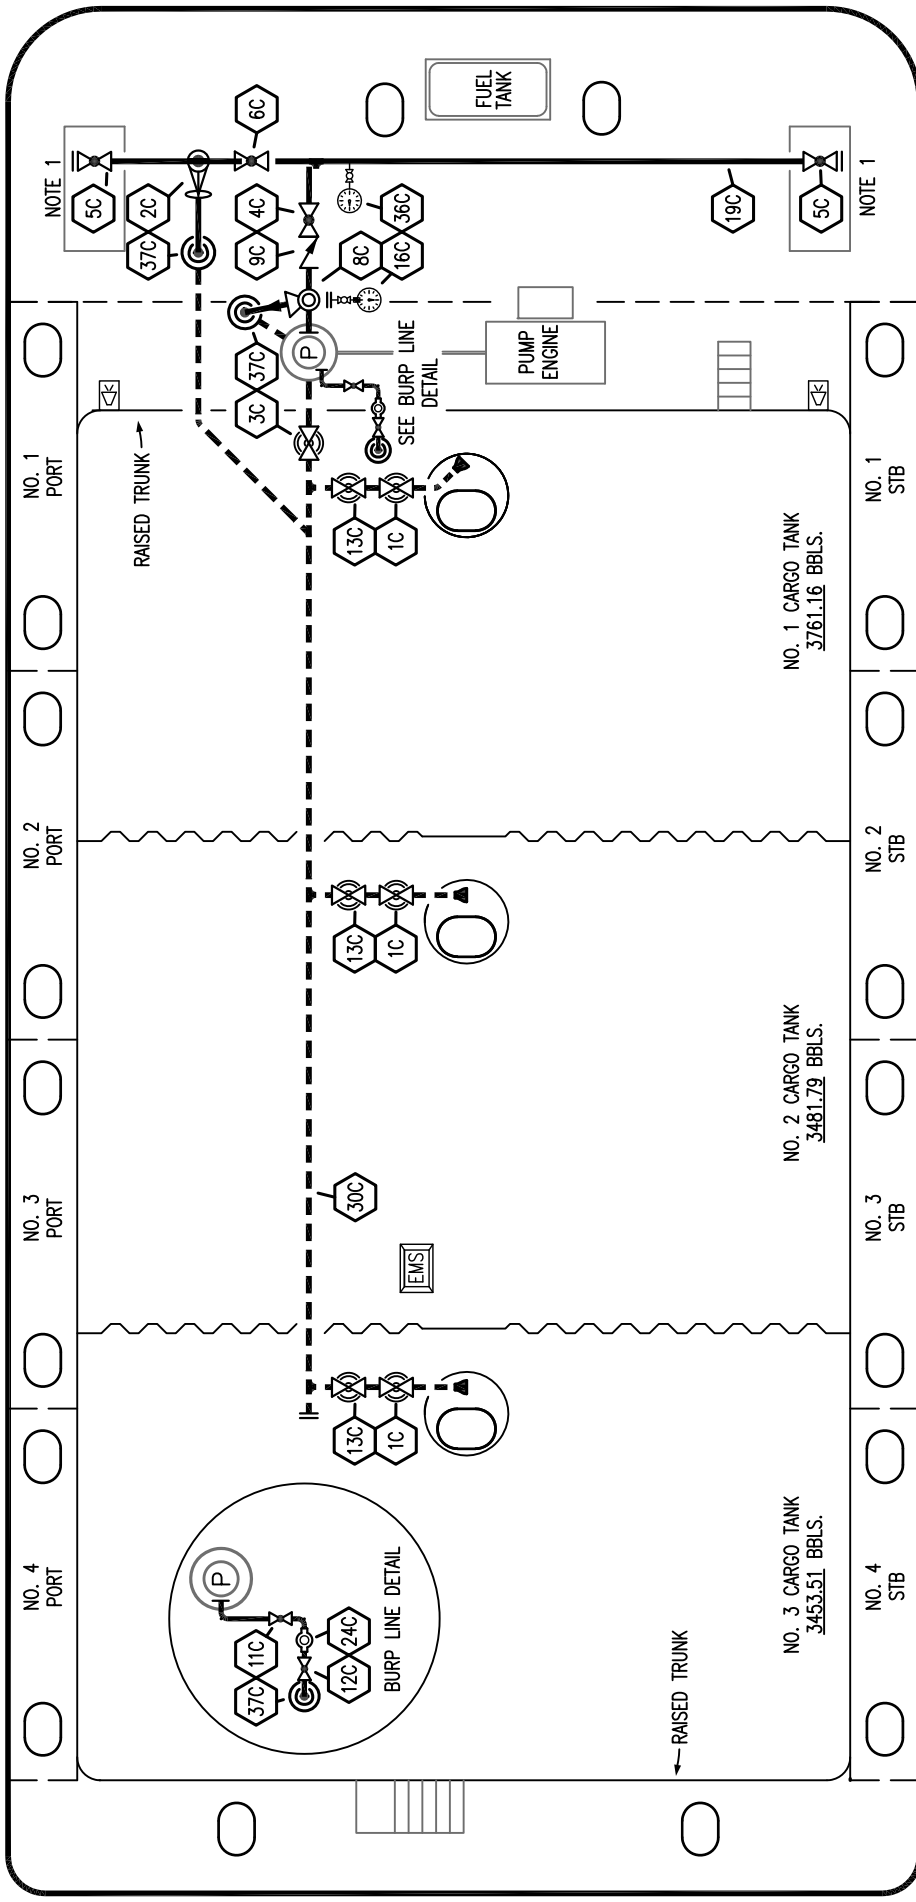 NOTE 1
5C
2C
37C
6C
4C
9C
8C
36C
16C
FUEL
TANK
19C
5C
NOTE 1
37C
3C
P
SEE BURP LINE
DETAIL
PUMP
ENGINE
NO. 1
PORT
RAISED TRUNK
13C
1C
NO. 1 CARGO TANK
3761.16 BBLS.
NO. 1
STB
NO. 2
PORT
13C
1C
NO. 2
STB
NO. 2 CARGO TANK
3481.79 BBLS.
NO. 3
PORT
30C
EMS
NO. 3
STB
13C
1C
NO. 4
PORT
P
11C
37C
24C
12C
BURP LINE DETAIL
NO. 3 CARGO TANK
3453.51 BBLS.
NO. 4
STB
RAISED TRUNK